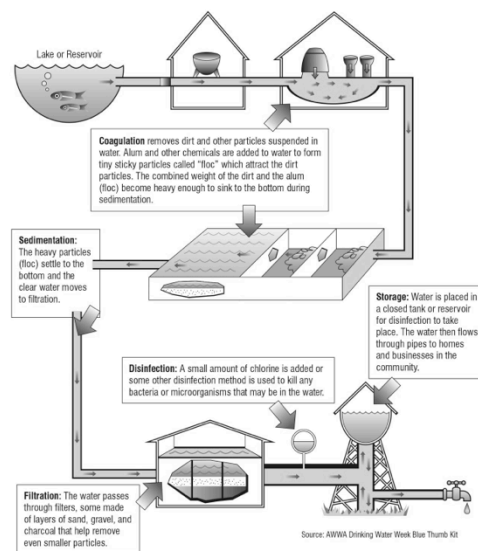 Lake or Reservoir
Coagulation removes dirt and other particles suspended in
water. Alum and other chemicals are added to water to form
tiny sticky particles called "floc" which attract the dirt
particles. The combined weight of the dirt and the alum
(floc) become heavy enough to sink to the bottom during
sedimentation.
Sedimentation:
The heavy particles
(floc) settle to the
bottom and the
clear water moves
to filtration.
Storage: Water is placed in
a closed tank or reservoir
for disinfection to take
place. The water then flows
through pipes to homes
and businesses in the
community.
Disinfection: A small amount of chlorine is added or
some other disinfection method is used to kill any
bacteria or microorganisms that may be in the water.
Filtration: The water passes
through filters, some made
of layers of sand, gravel, and
charcoal that help remove
even smaller particles.
Source: AWWA Drinking Water Week Blue Thumb Kit